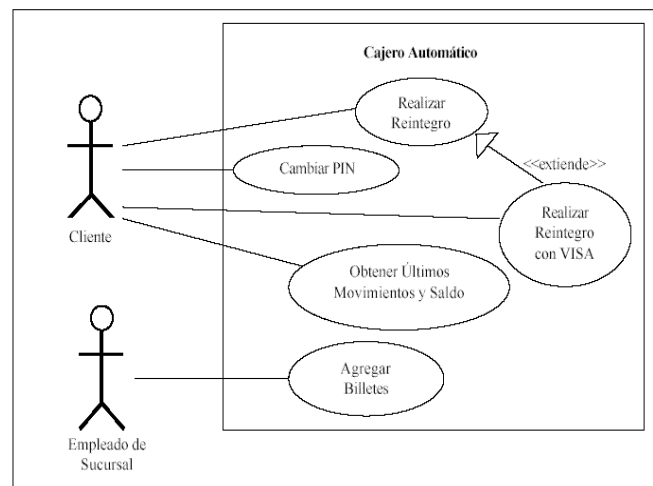 Cajero Automático
Realizar
Reintegro
<<extiende>>
Cambiar PIN
Realizar
Reintegro
con VISA
Cliente
Obtener Últimos
Movimientos y Saldo
Agregar
Billetes
Empleado de
Sucursal